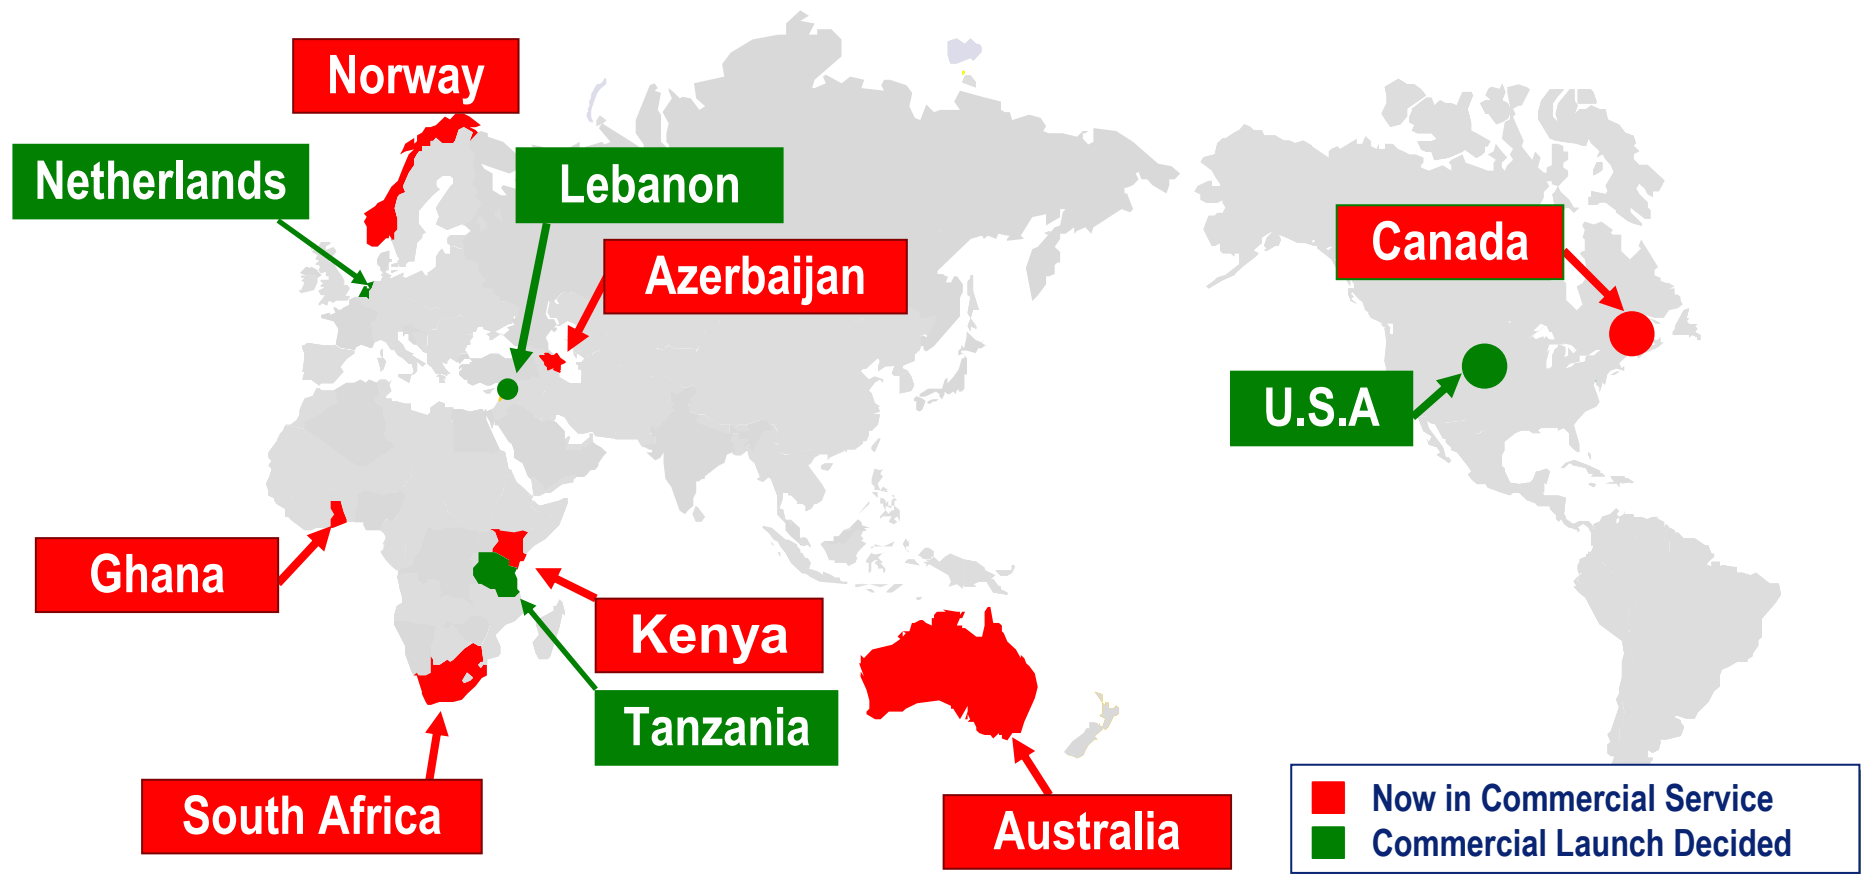 Norway
Netherlands
Lebanon
Azerbaijan
Canada
U.S.A
Ghana
Kenya
Tanzania
South Africa
Australia
Now in Commercial Service
Commercial Launch Decided